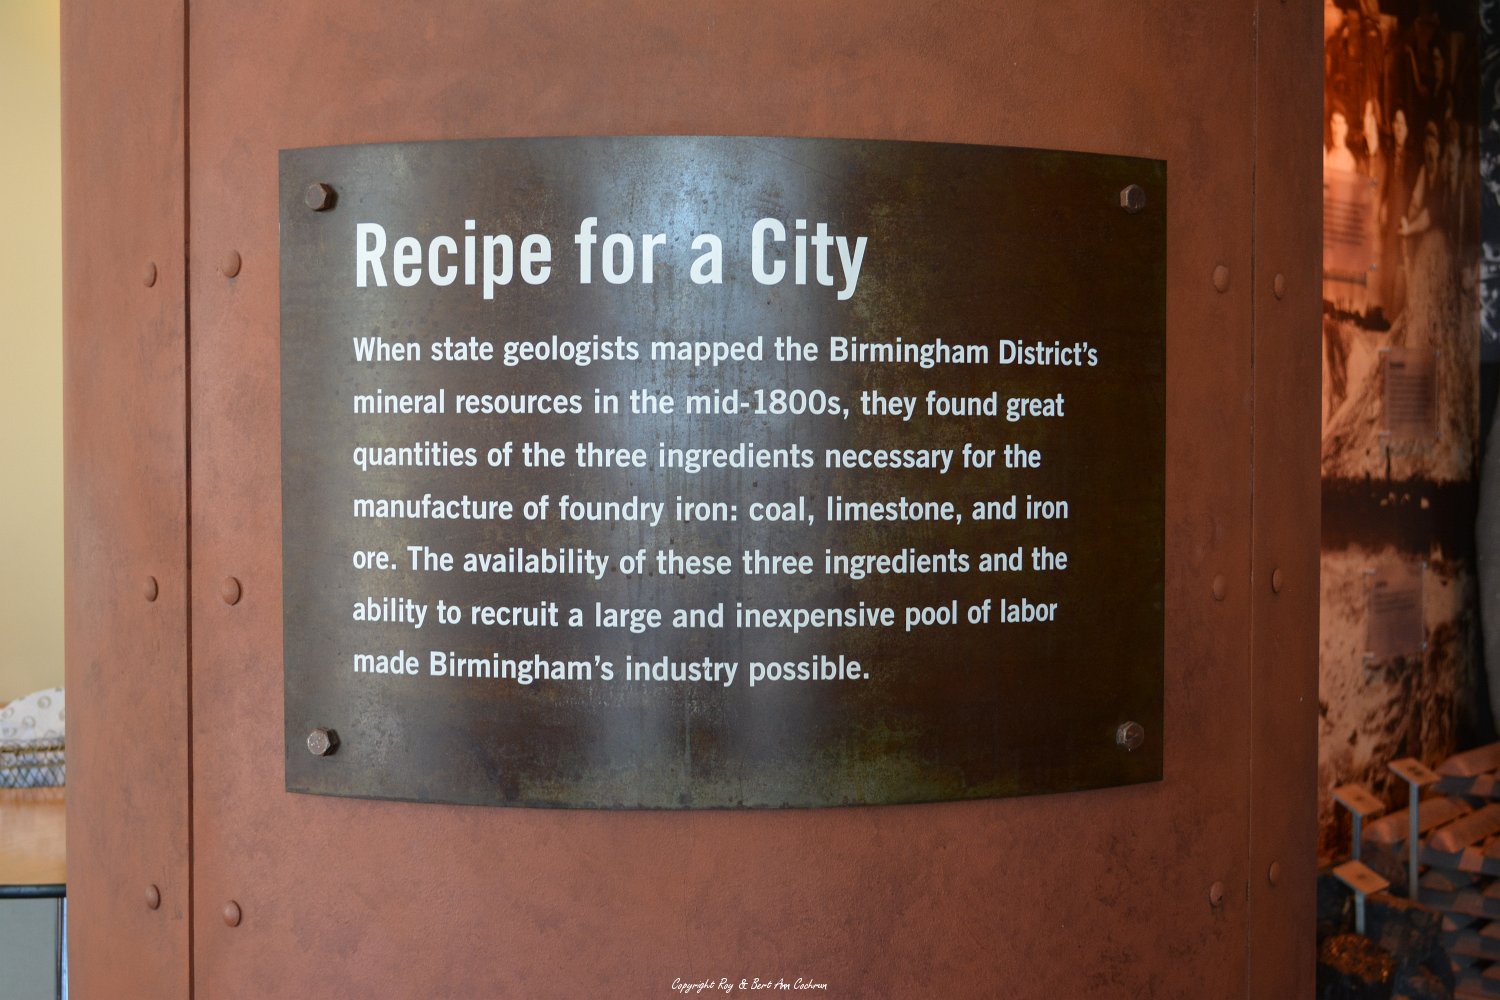 Recipe for a City
When state geologists mapped the Birmingham District's
mineral resources in the mid-1800s, they found great
quantities of the three ingredients necessary for the
manufacture of foundry iron: coal, limestone, and iron
ore. The availability of these three ingredients and the
ability to recruit a large and inexpensive pool of labor
made Birmingham's industry possible.
Copyright Roy & Bert Ann Cochrun